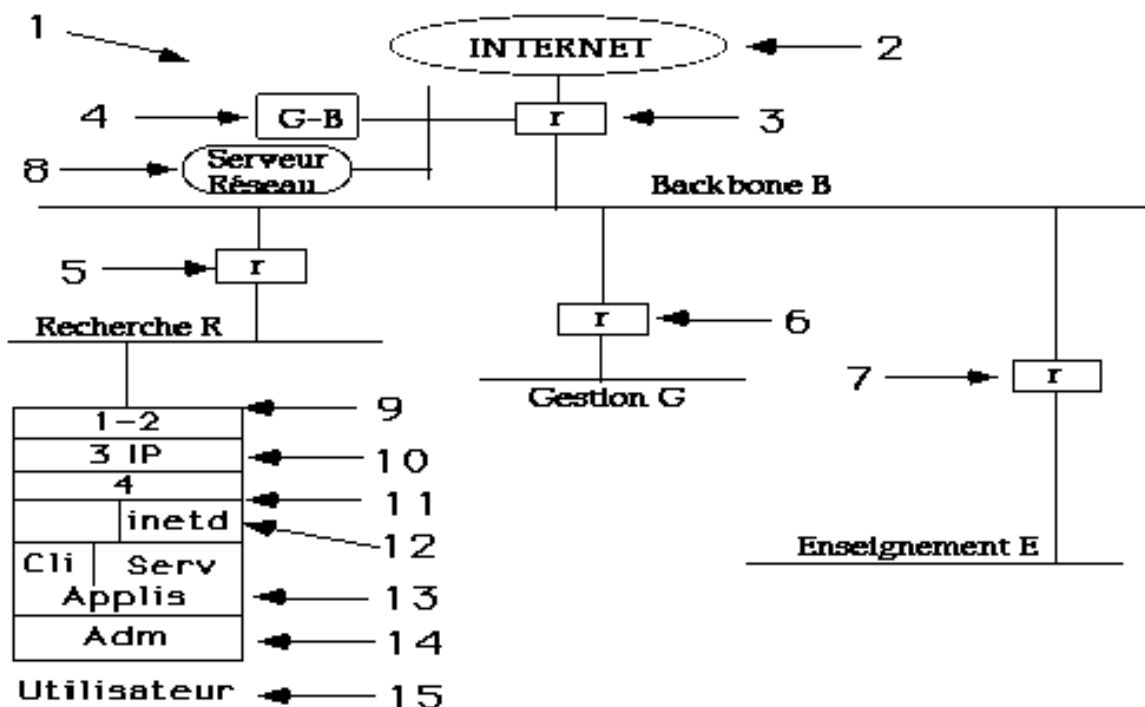 1
INTERNET
2
4
G-B
r
3
8
Serveur
Réseau
Backbone B
5
r
r
6
Recherche R
7
r
Gestion G
1-2
9
3 IP
10
4
11
inetd
12
Cli
Serv
Applis
13
Enseignement E
Adm
14
Utilisateur
15